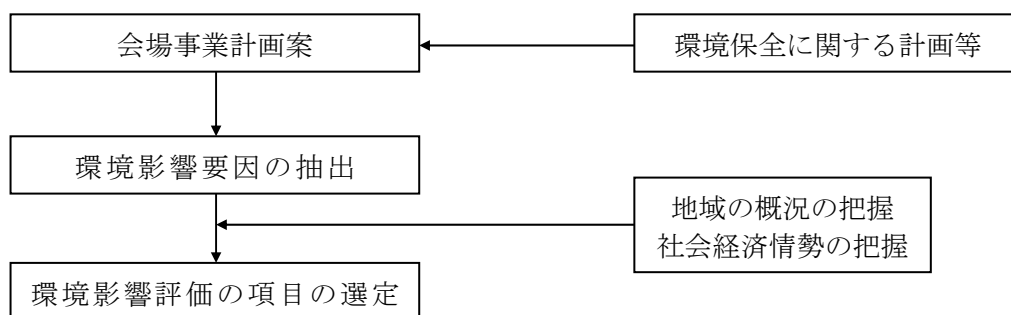 会場事業計画案
環境保全に関する計画等
環境影響要因の抽出
地域の概況の把握
社会経済情勢の把握
環境影響評価の項目の選定